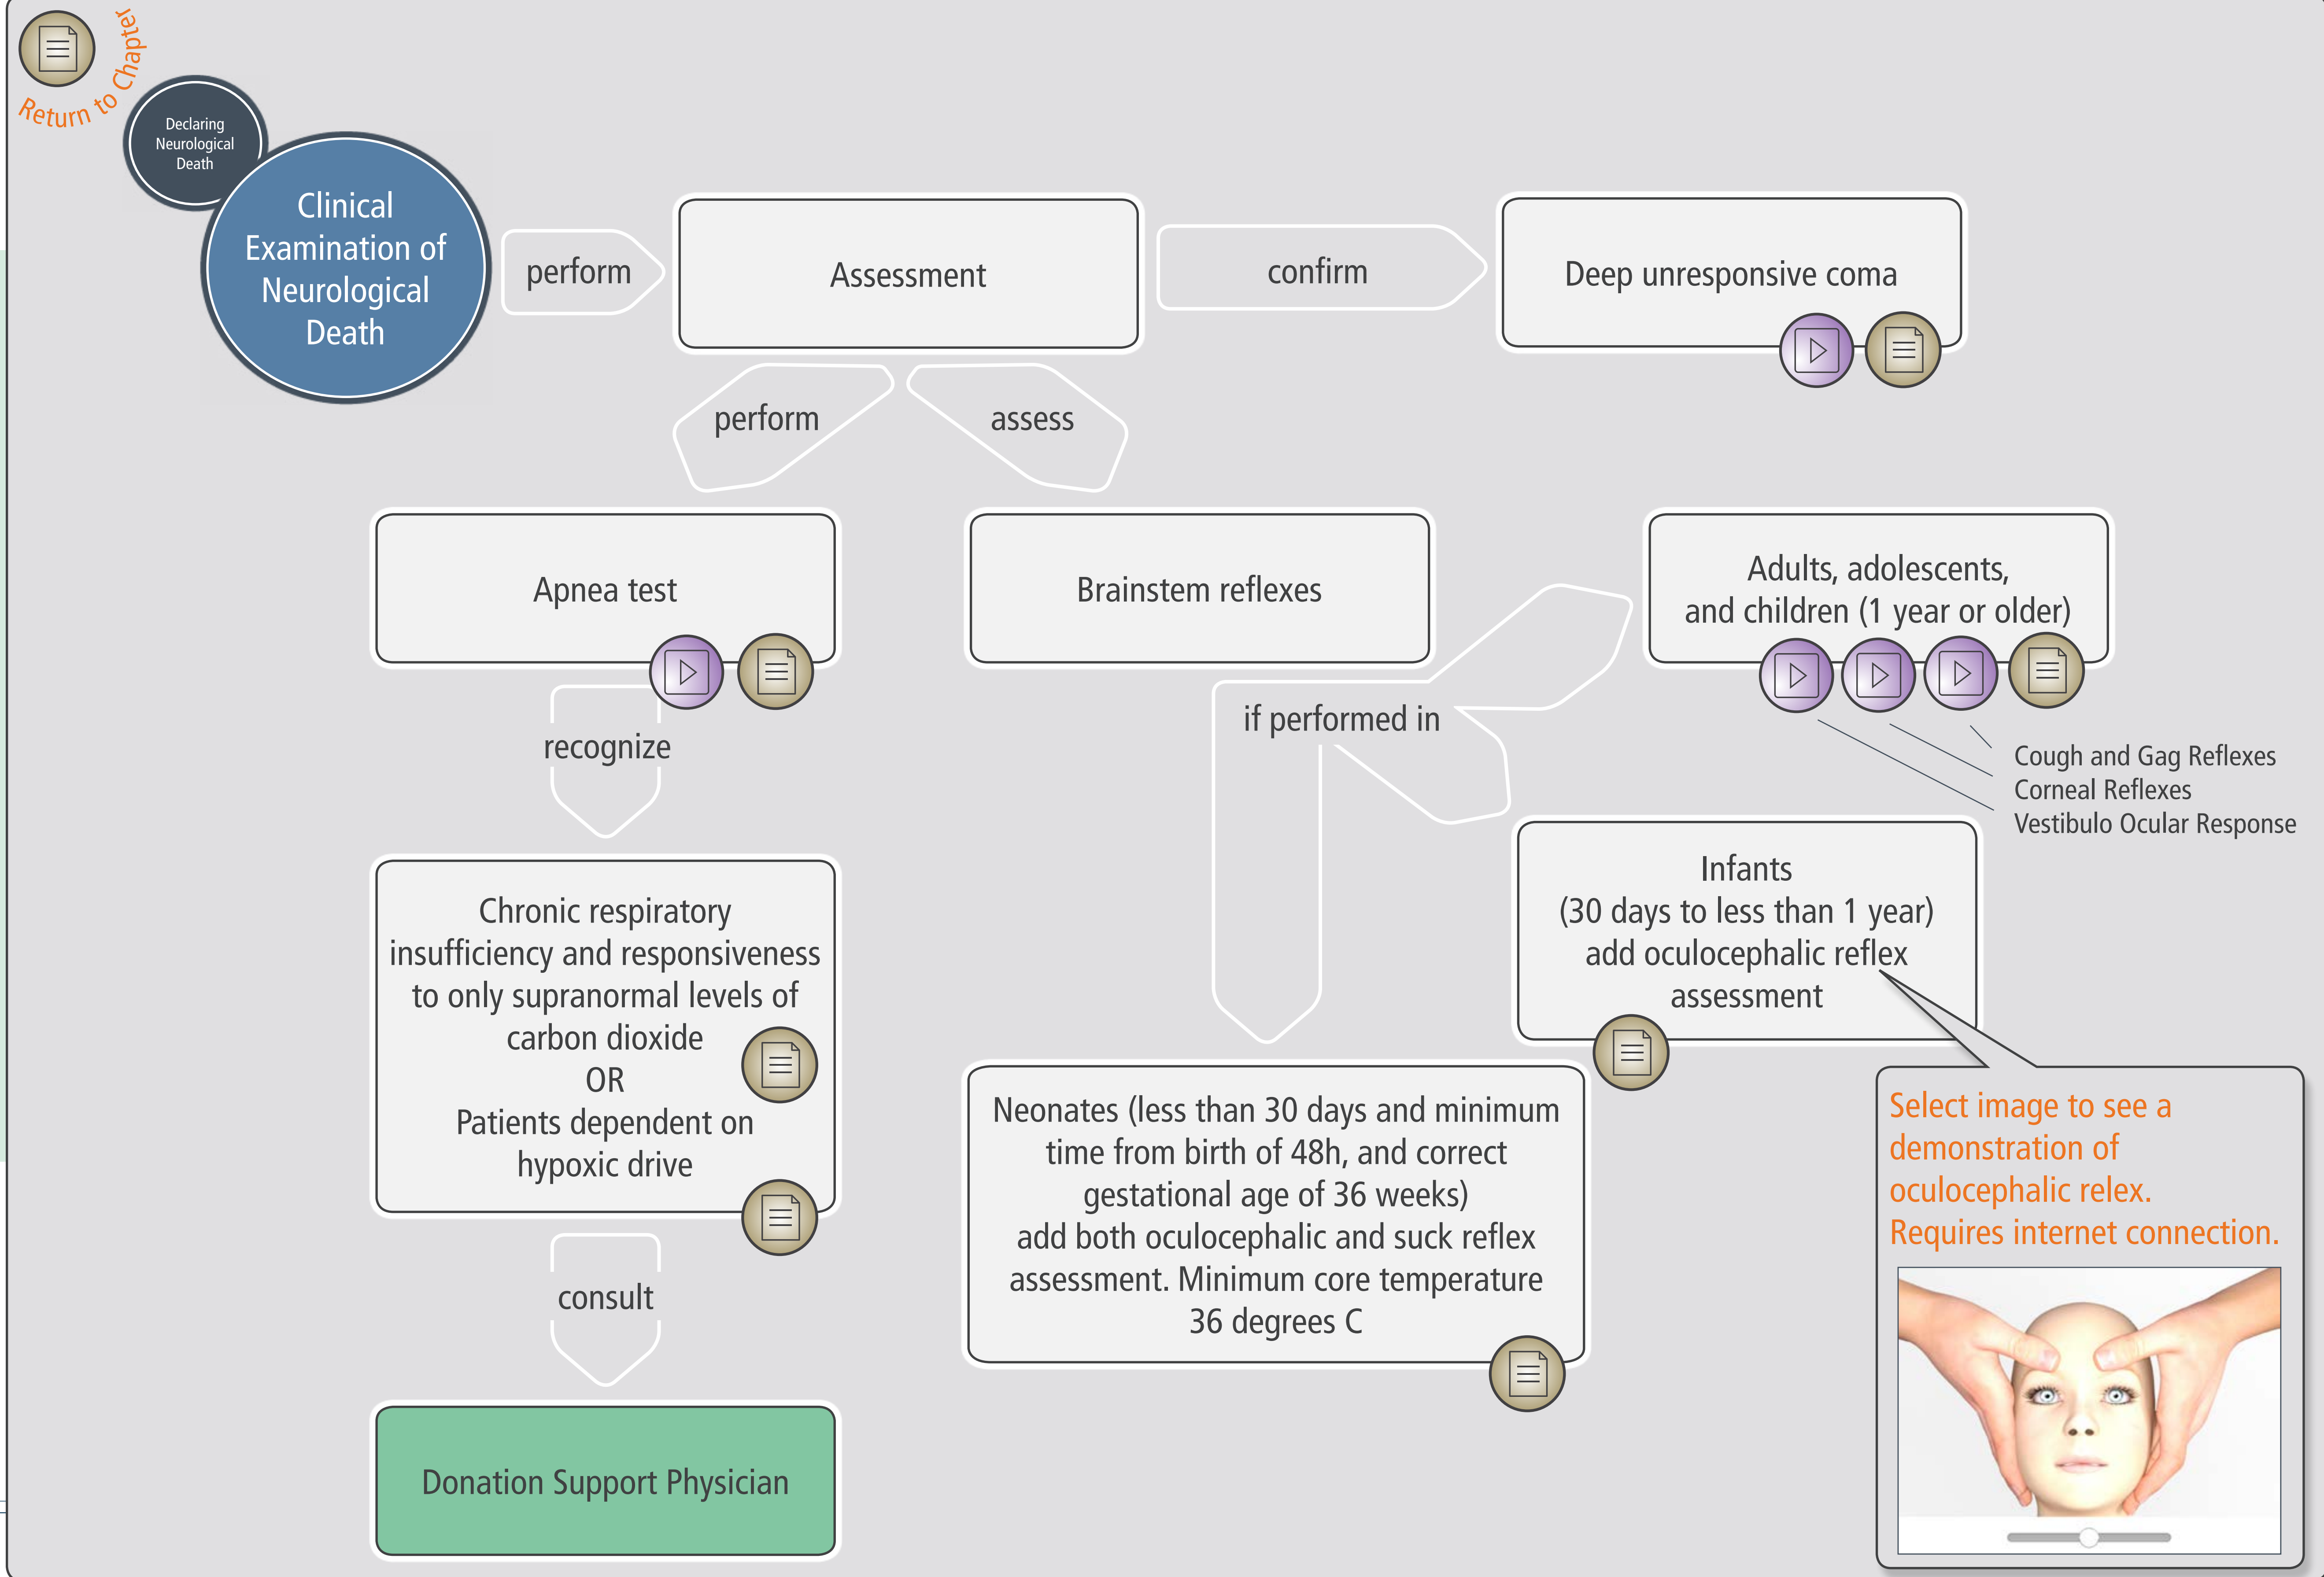 Return to Chapter
Declaring
Neurological
Death
Clinical
Examination of
Neurological
Death
perform
Assessment
confirm
Deep unresponsive coma
perform
assess
Apnea test
Brainstem reflexes
Adults, adolescents,
and children (1 year or older)
recognize
if performed in
Cough and Gag Reflexes
Corneal Reflexes
Vestibulo Ocular Response
Chronic respiratory
insufficiency and responsiveness
to only supranormal levels of
carbon dioxide
OR
Patients dependent on
hypoxic drive
Infants
(30 days to less than 1 year)
add oculocephalic reflex
assessment
Neonates (less than 30 days and minimum
time from birth of 48h, and correct
gestational age of 36 weeks)
add both oculocephalic and suck reflex
assessment. Minimum core temperature
36 degrees C
Select image to see a
demonstration of
oculocephalic relex.
Requires internet connection.
consult
Donation Support Physician